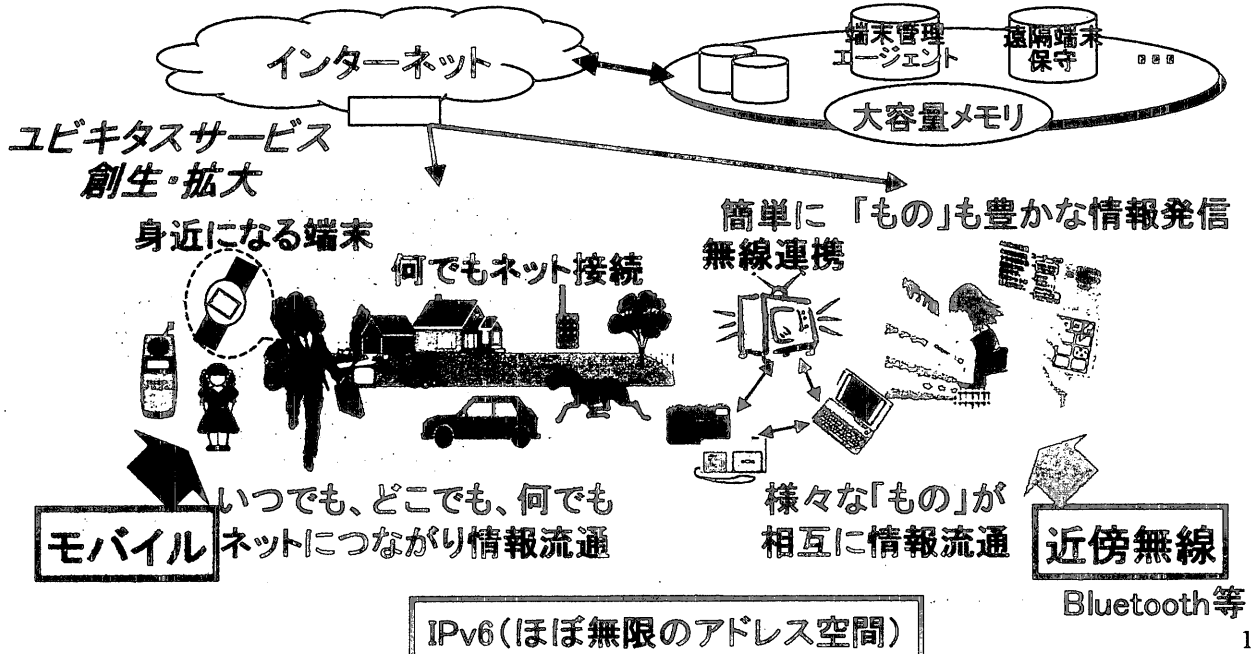 インターネット
端末管理
エージェント
遠隔端末
保守
大容量メモリ
ユビキタスサービス
創生・拡大
身近になる端末
何でもネット接続
簡単に 「もの」も豊かな情報発信
無線連携
いつでも、どこでも、何でも
ネットにつながり情報流通
モバイル
様々な「もの」が
相互に情報流通
近傍無線
Bluetooth等
IPv6(ほぼ無限のアドレス空間)
1